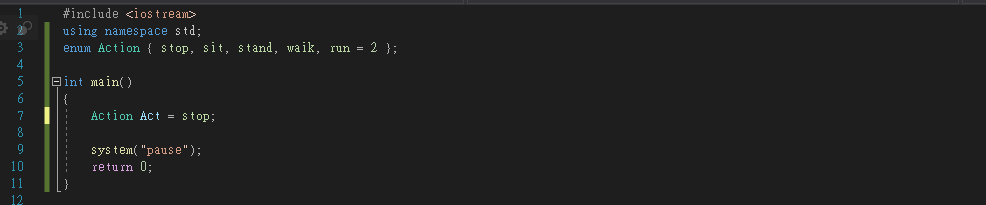 1 #include <iostream>
2 using namespace std;
3 enum Action { stop, sit, stand, waik, run = 2 };
4
5 int main()
6 {
7 Action Act = stop;
8
9 system("pause");
10 return 0;
11 }
12